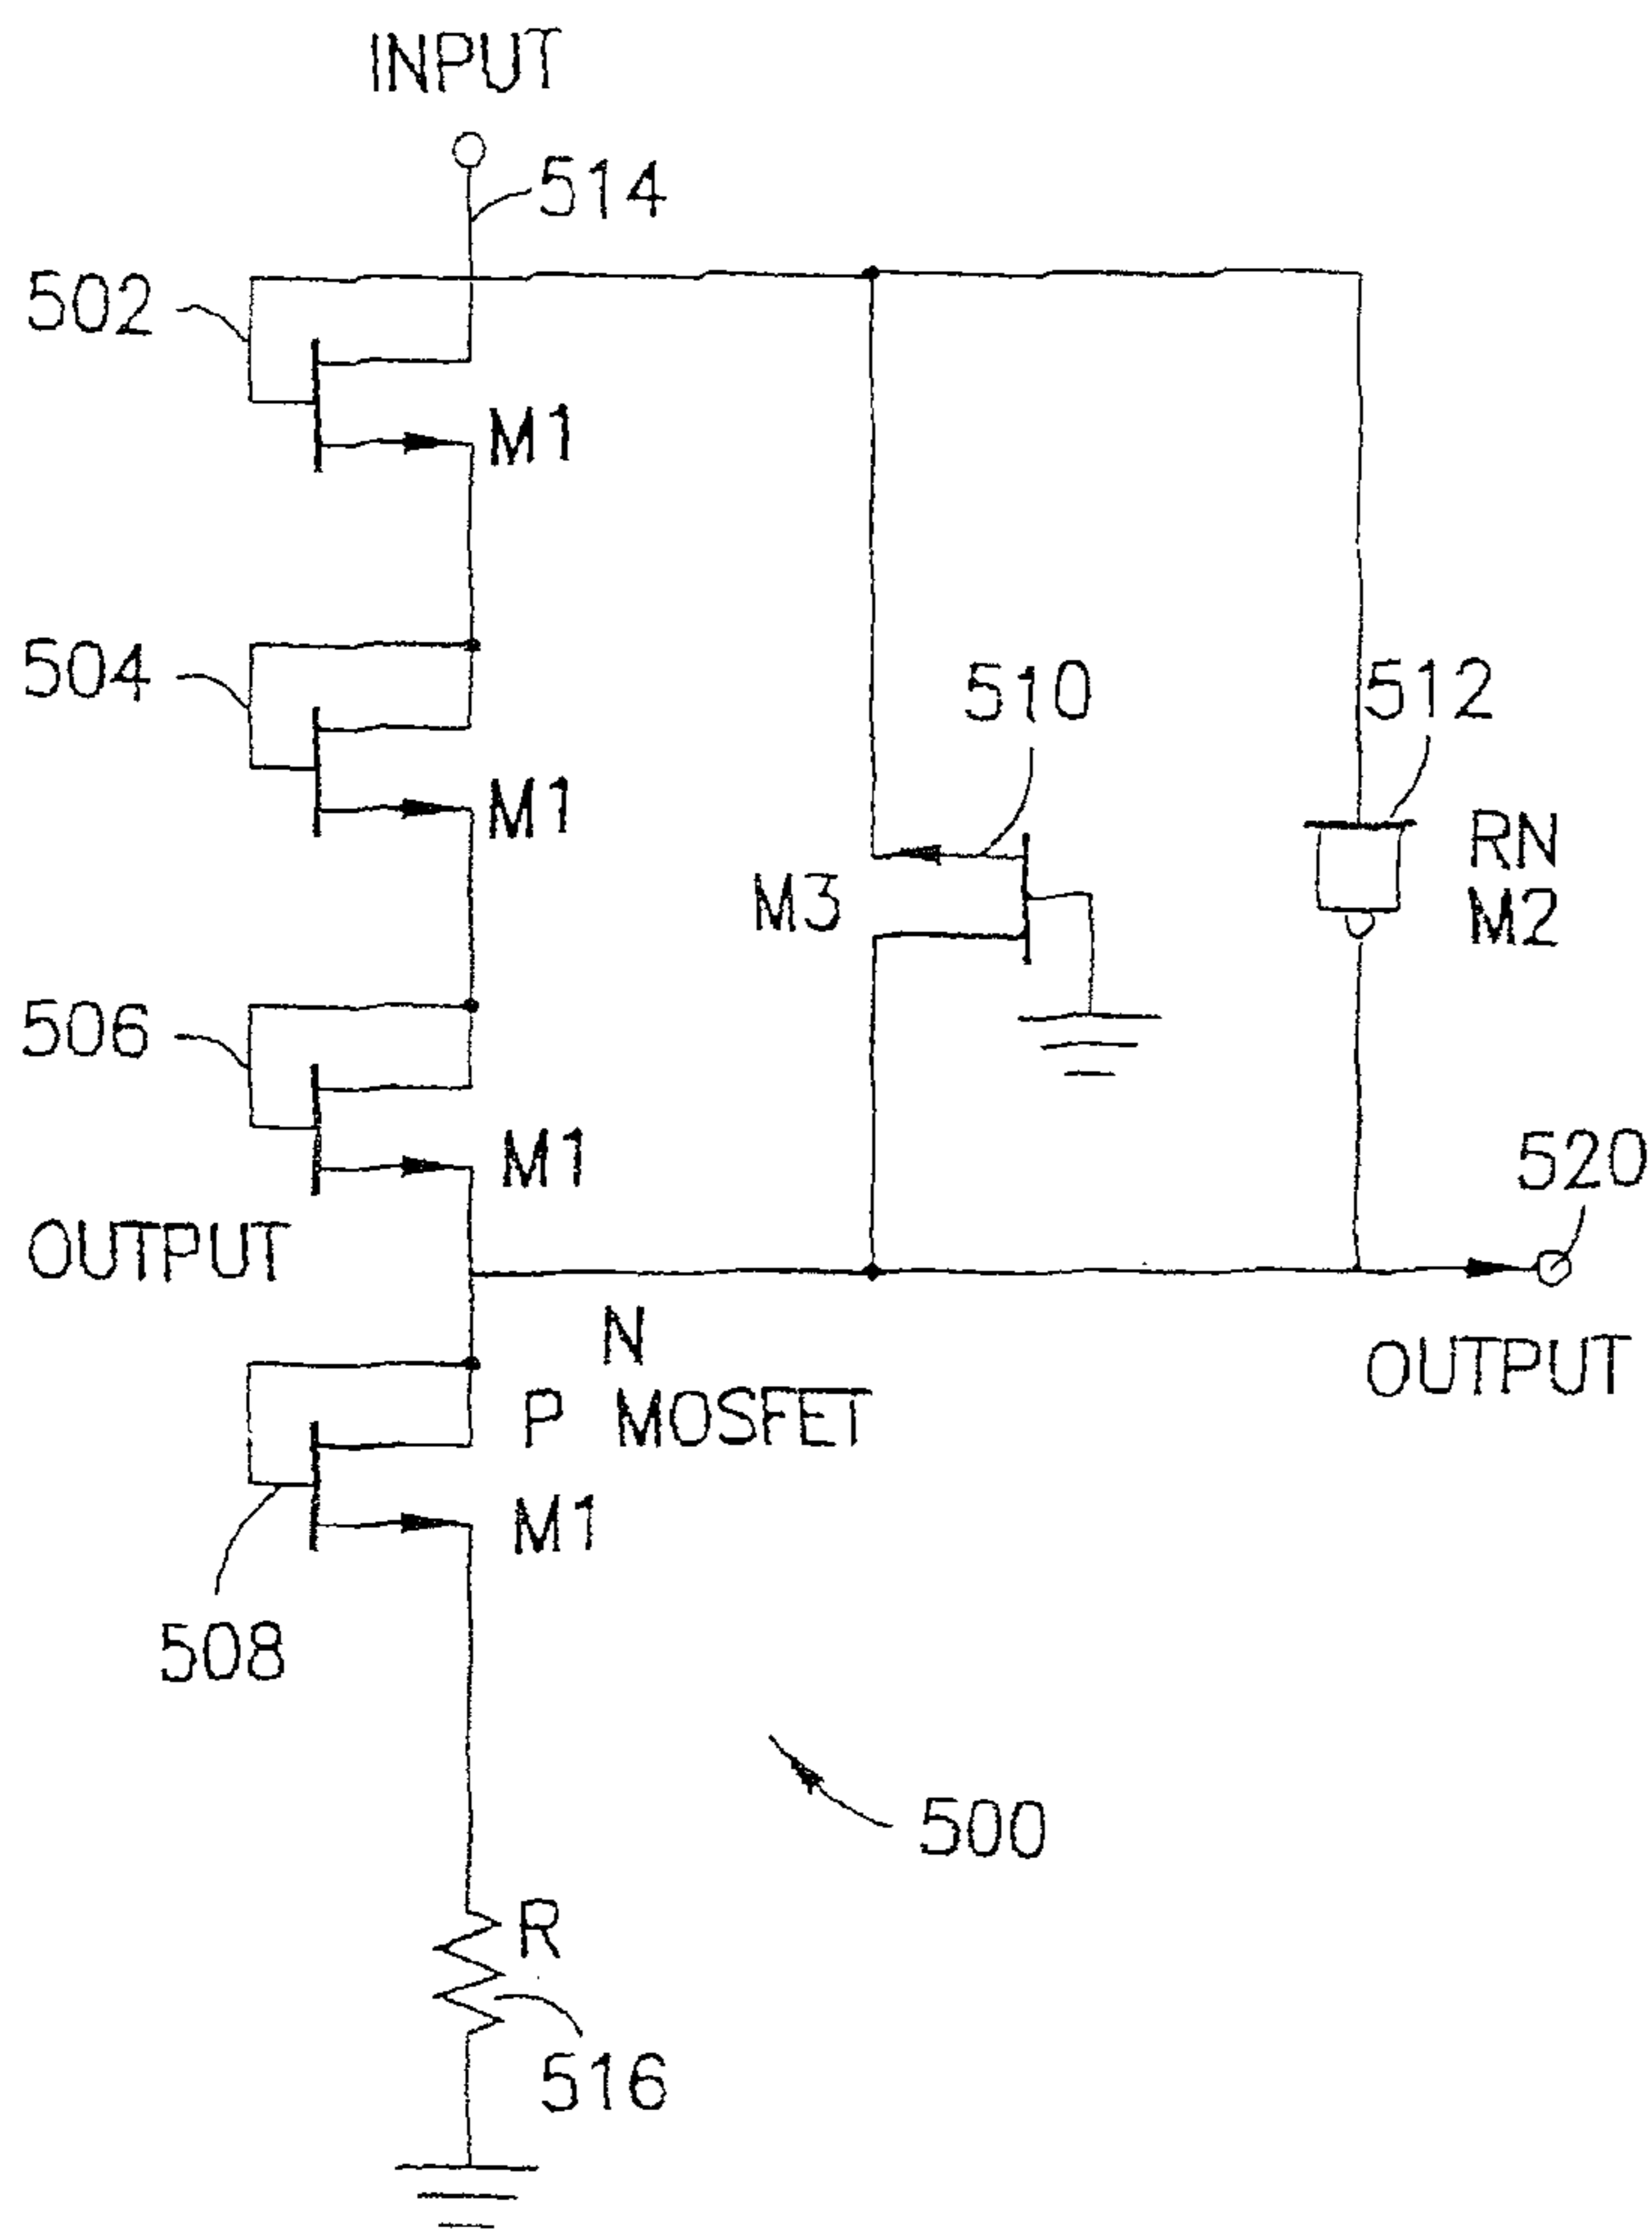 INPUT
514
502
M1
504
M1
510
512
M3
RN
M2
506
M1
520
OUTPUT
OUTPUT
N
P MOSFET
M1
508
500
R
516